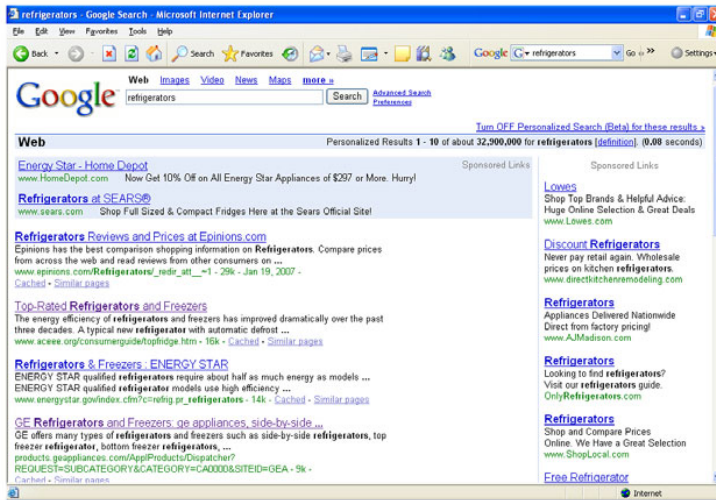 refrigerators - Google Search - Microsoft Internet Explorer
File Edit View Favorites Tools Help
Back Search Favorites Google G refrigerators Go Settings
Web Images Video News Maps more »
Google
refrigerators Search Advanced Search
Preferences
Turn OFF Personalized Search (Beta) for these results »
Web Personalized Results 1 - 10 of about 32,900,000 for refrigerators [definition]. (0.08 seconds)
Energy Star - Home Depot Sponsored Links
www.HomeDepot.com Now Get 10% Off on All Energy Star Appliances of $297 or More. Hurry!
Refrigerators at SEARS®
www.sears.com Shop Full Sized & Compact Fridges Here at the Sears Official Site!
Refrigerators Reviews and Prices at Epinions.com
Epinions has the best comparison shopping information on Refrigerators. Compare prices
from across the web and read reviews from other consumers on ...
www.epinions.com/Refrigerators/_redir_att_~=1 - 29k - Jan 19, 2007 -
Cached - Similar pages
Top-Rated Refrigerators and Freezers
The energy efficiency of refrigerators and freezers has improved dramatically over the past
three decades. A typical new refrigerator with automatic defrost ...
www.aceee.org/consumerguide/topfridge.htm - 16k - Cached - Similar pages
Refrigerators & Freezers : ENERGY STAR
ENERGY STAR qualified refrigerators require about half as much energy as models ...
ENERGY STAR qualified refrigerator models use high efficiency ...
www.energystar.gov/index.cfm?c=refrig.pr_refrigerators - 14k - Cached - Similar pages
GE Refrigerators and Freezers: ge appliances, side-by-side ...
GE offers many types of refrigerators and freezers such as side-by-side refrigerators, top
freezer refrigerator, bottom freezer refrigerators, ...
products.geappliances.com/ApplProducts/Dispatcher?
REQUEST=SUBCATEGORY&CATEGORY=CA0000&SITEID=GEA - 9k -
Cached - Similar pages
Sponsored Links
Lowes
Shop Top Brands & Helpful Advice:
Huge Online Selection & Great Deals
www.Lowes.com
Discount Refrigerators
Never pay retail again. Wholesale
prices on kitchen refrigerators.
www.directkitchenremodeling.com
Refrigerators
Appliances Delivered Nationwide
Direct from factory pricing!
www.AJMadison.com
Refrigerators
Looking to find refrigerators?
Visit our refrigerators guide.
OnlyRefrigerators.com
Refrigerators
Shop and Compare Prices
Online. We Have a Great Selection
www.ShopLocal.com
Free Refrigerator
Internet